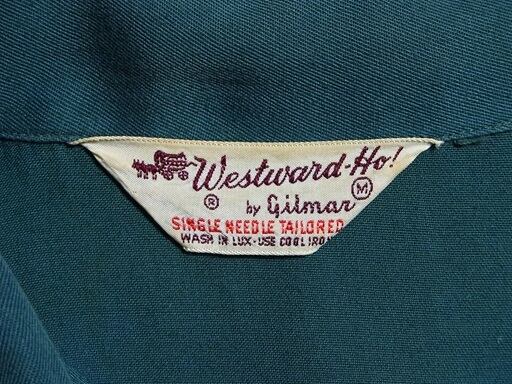 Westward-Ho!
® by Gilmar M
SINGLE NEEDLE TAILORED
WASH IN LUX-USE COOL IRON